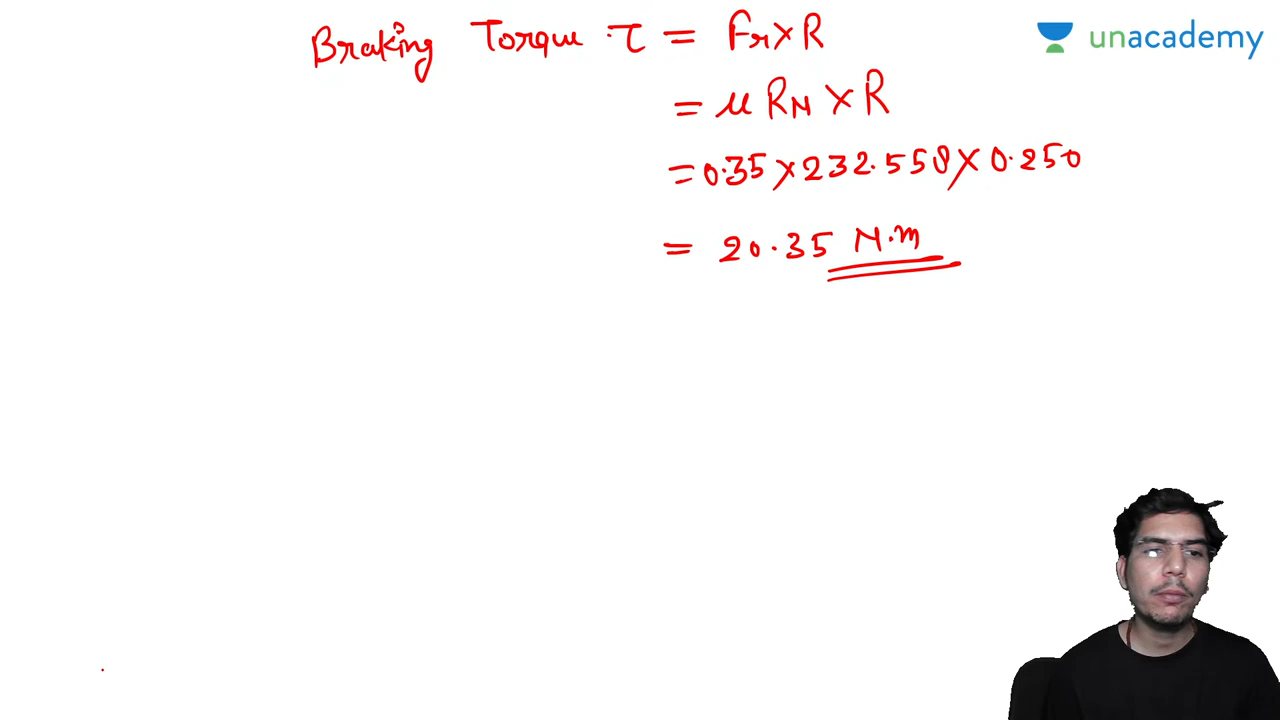 Braking Torque τ = Fr×R
unacademy
= μ RN × R
= 0.35×232.558×0.250
= 20.35 N.m